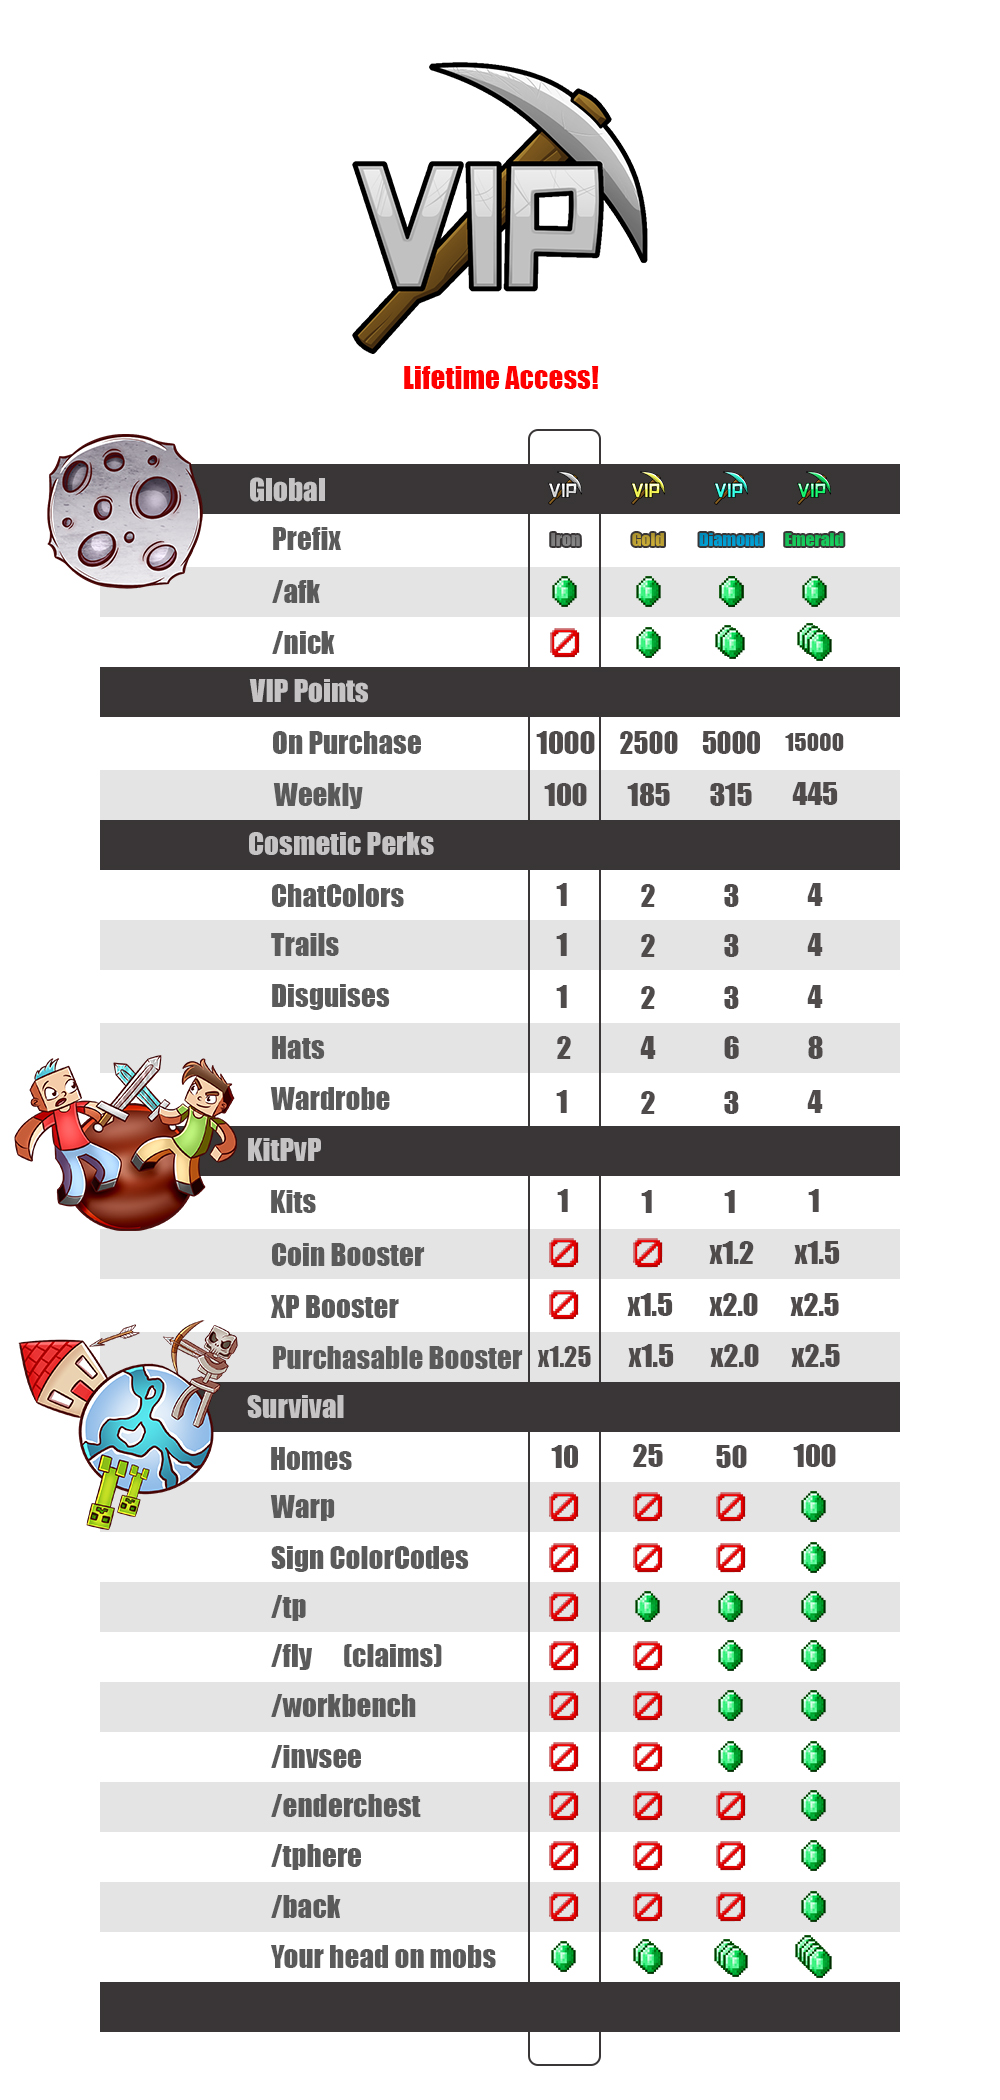 VIP
Lifetime Access!
Global VIP VIP VIP VIP
Prefix Iron Gold Diamond Emerald
/afk
/nick
VIP Points
On Purchase 1000 2500 5000 15000
Weekly 100 185 315 445
Cosmetic Perks
ChatColors 1 2 3 4
Trails 1 2 3 4
Disguises 1 2 3 4
Hats 2 4 6 8
Wardrobe 1 2 3 4
KitPvP
Kits 1 1 1 1
Coin Booster x1.2 x1.5
XP Booster x1.5 x2.0 x2.5
Purchasable Booster x1.25 x1.5 x2.0 x2.5
Survival
Homes 10 25 50 100
Warp
Sign ColorCodes
/tp
/fly (claims)
/workbench
/invsee
/enderchest
/tphere
/back
Your head on mobs